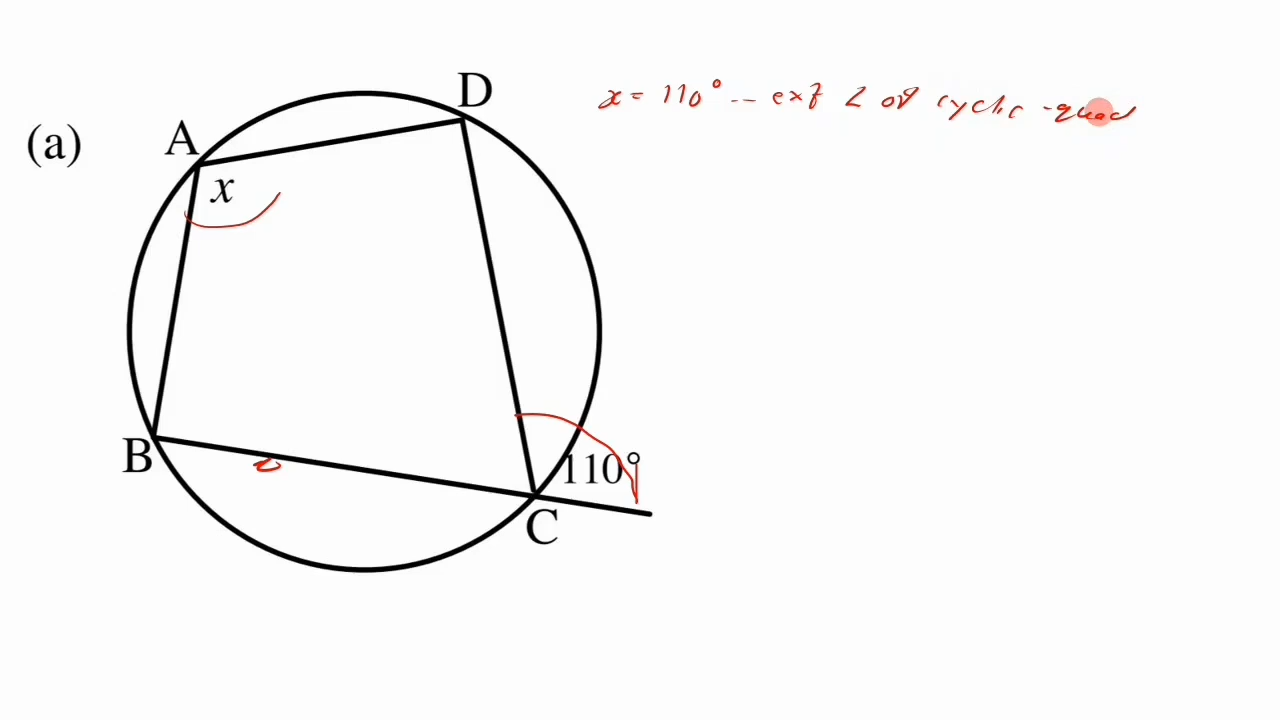 D
x = 110° -- ext ∠ of cyclic quad
(a)
A
x
B
x
110°
C